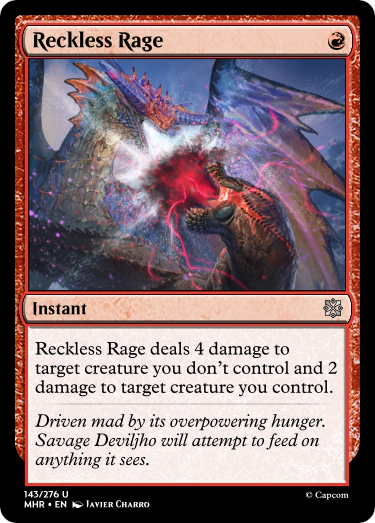 Reckless Rage
Instant
Reckless Rage deals 4 damage to
target creature you don't control and 2
damage to target creature you control.
Driven mad by its overpowering hunger.
Savage Deviljho will attempt to feed on
anything it sees.
143/276 U
MHR • EN Javier Charro
© Capcom